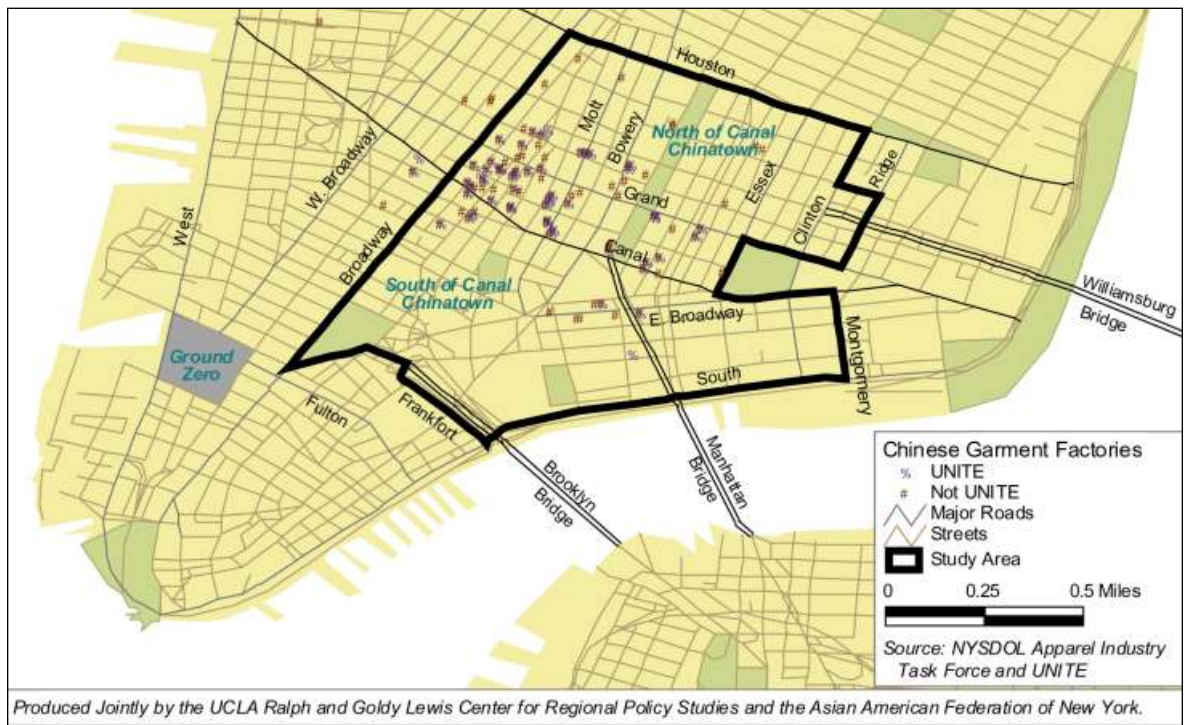 Houston
Mott
Bowery
North of Canal
Chinatown
W. Broadway
Essex
Ridge
Grand
Clinton
West
Broadway
Canal
South of Canal
Chinatown
Williamsburg
Bridge
E. Broadway
Ground
Zero
Montgomery
South
Fulton
Frankfort
Manhattan
Bridge
Brooklyn
Bridge
Chinese Garment Factories
% UNITE
# Not UNITE
Major Roads
Streets
Study Area
0 0.25 0.5 Miles
Source: NYSDOL Apparel Industry
Task Force and UNITE
Produced Jointly by the UCLA Ralph and Goldy Lewis Center for Regional Policy Studies and the Asian American Federation of New York.